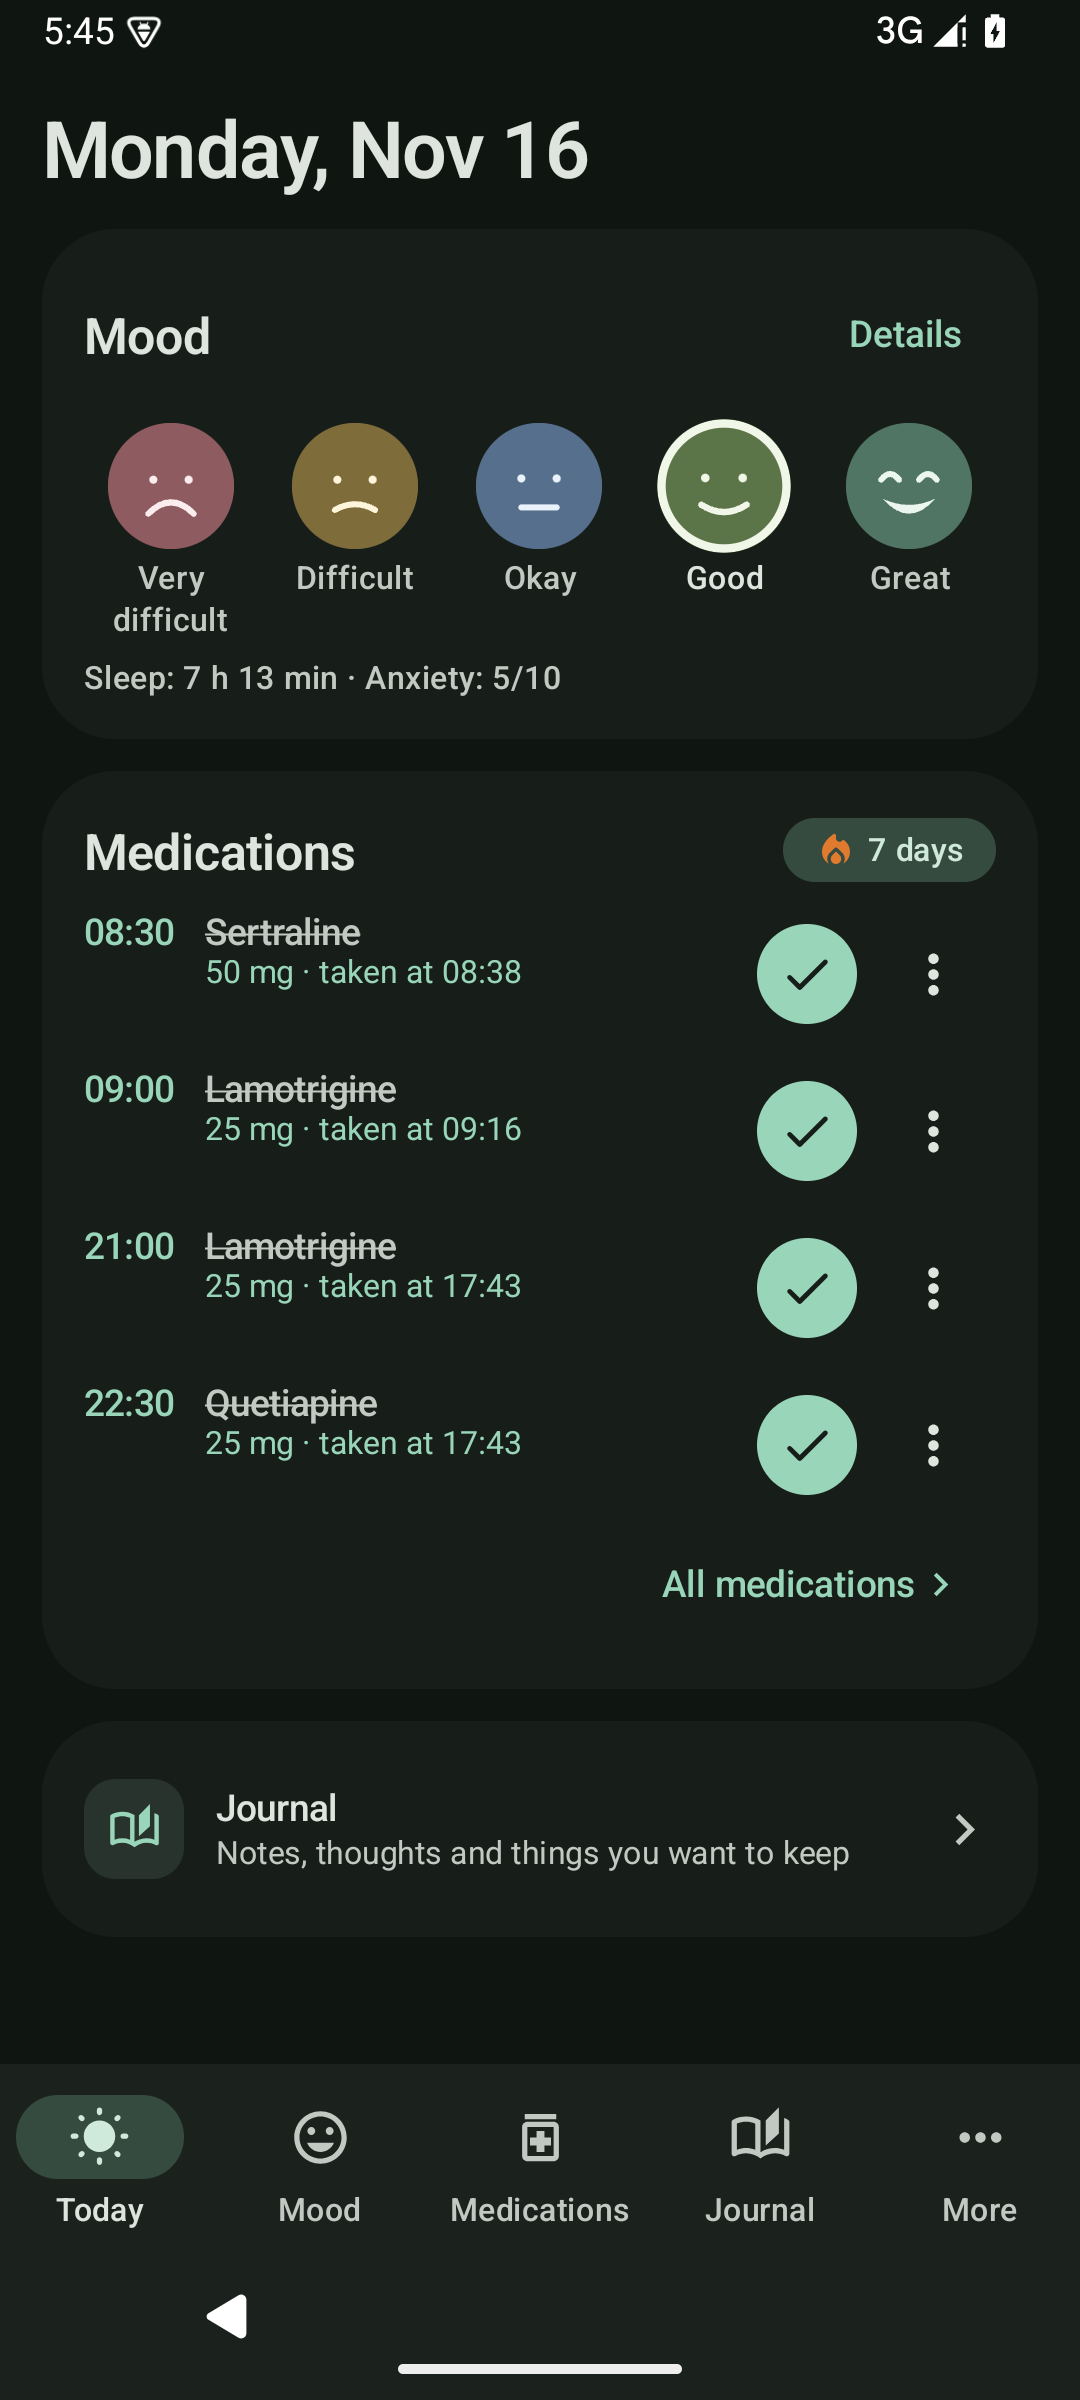 5:45
3G
Monday, Nov 16
Mood
Details
Very difficult
Difficult
Okay
Good
Great
Sleep: 7 h 13 min · Anxiety: 5/10
Medications
7 days
08:30 Sertraline
50 mg · taken at 08:38
09:00 Lamotrigine
25 mg · taken at 09:16
21:00 Lamotrigine
25 mg · taken at 17:43
22:30 Quetiapine
25 mg · taken at 17:43
All medications
Journal
Notes, thoughts and things you want to keep
Today
Mood
Medications
Journal
More